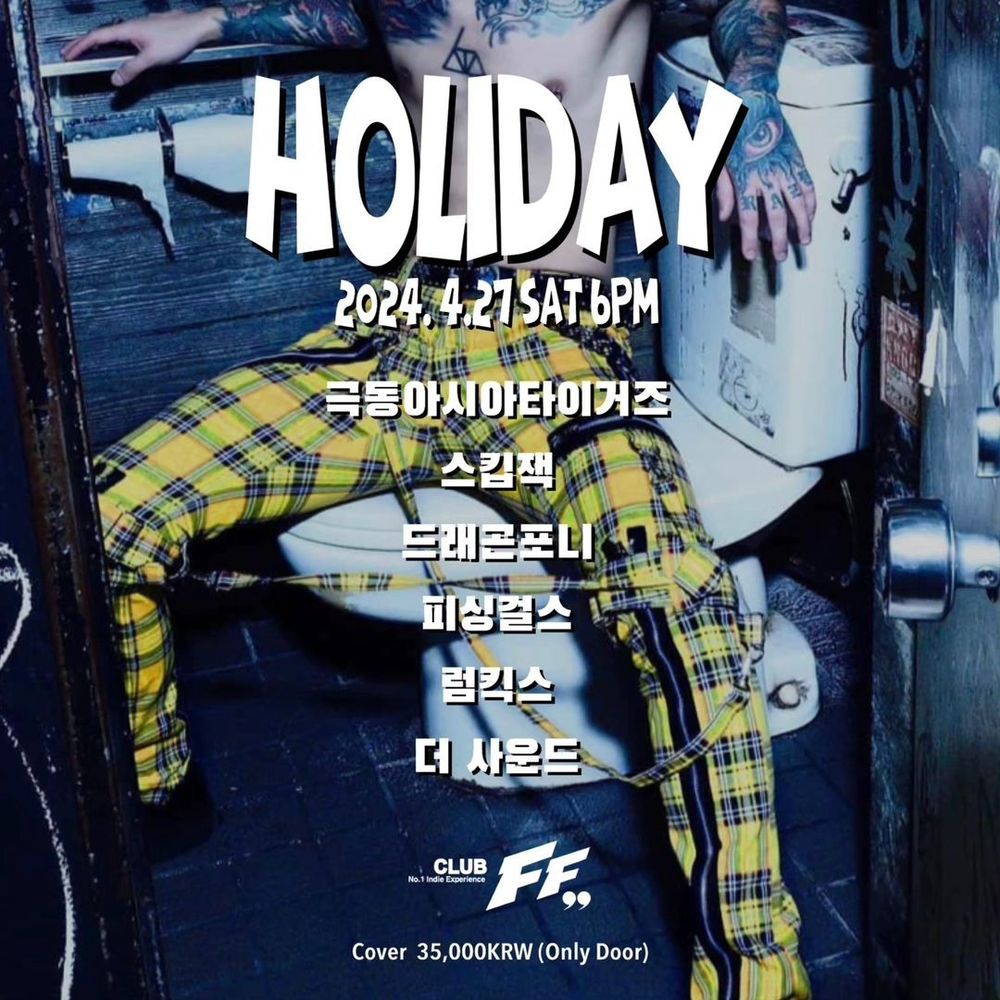 HOLIDAY
2024. 4.27 SAT 6PM
극동아시아타이거즈
스킵잭
드래곤포니
피싱걸스
럼킥스
더 사운드
CLUB FF
No.1 Indie Experience
Cover 35,000KRW (Only Door)